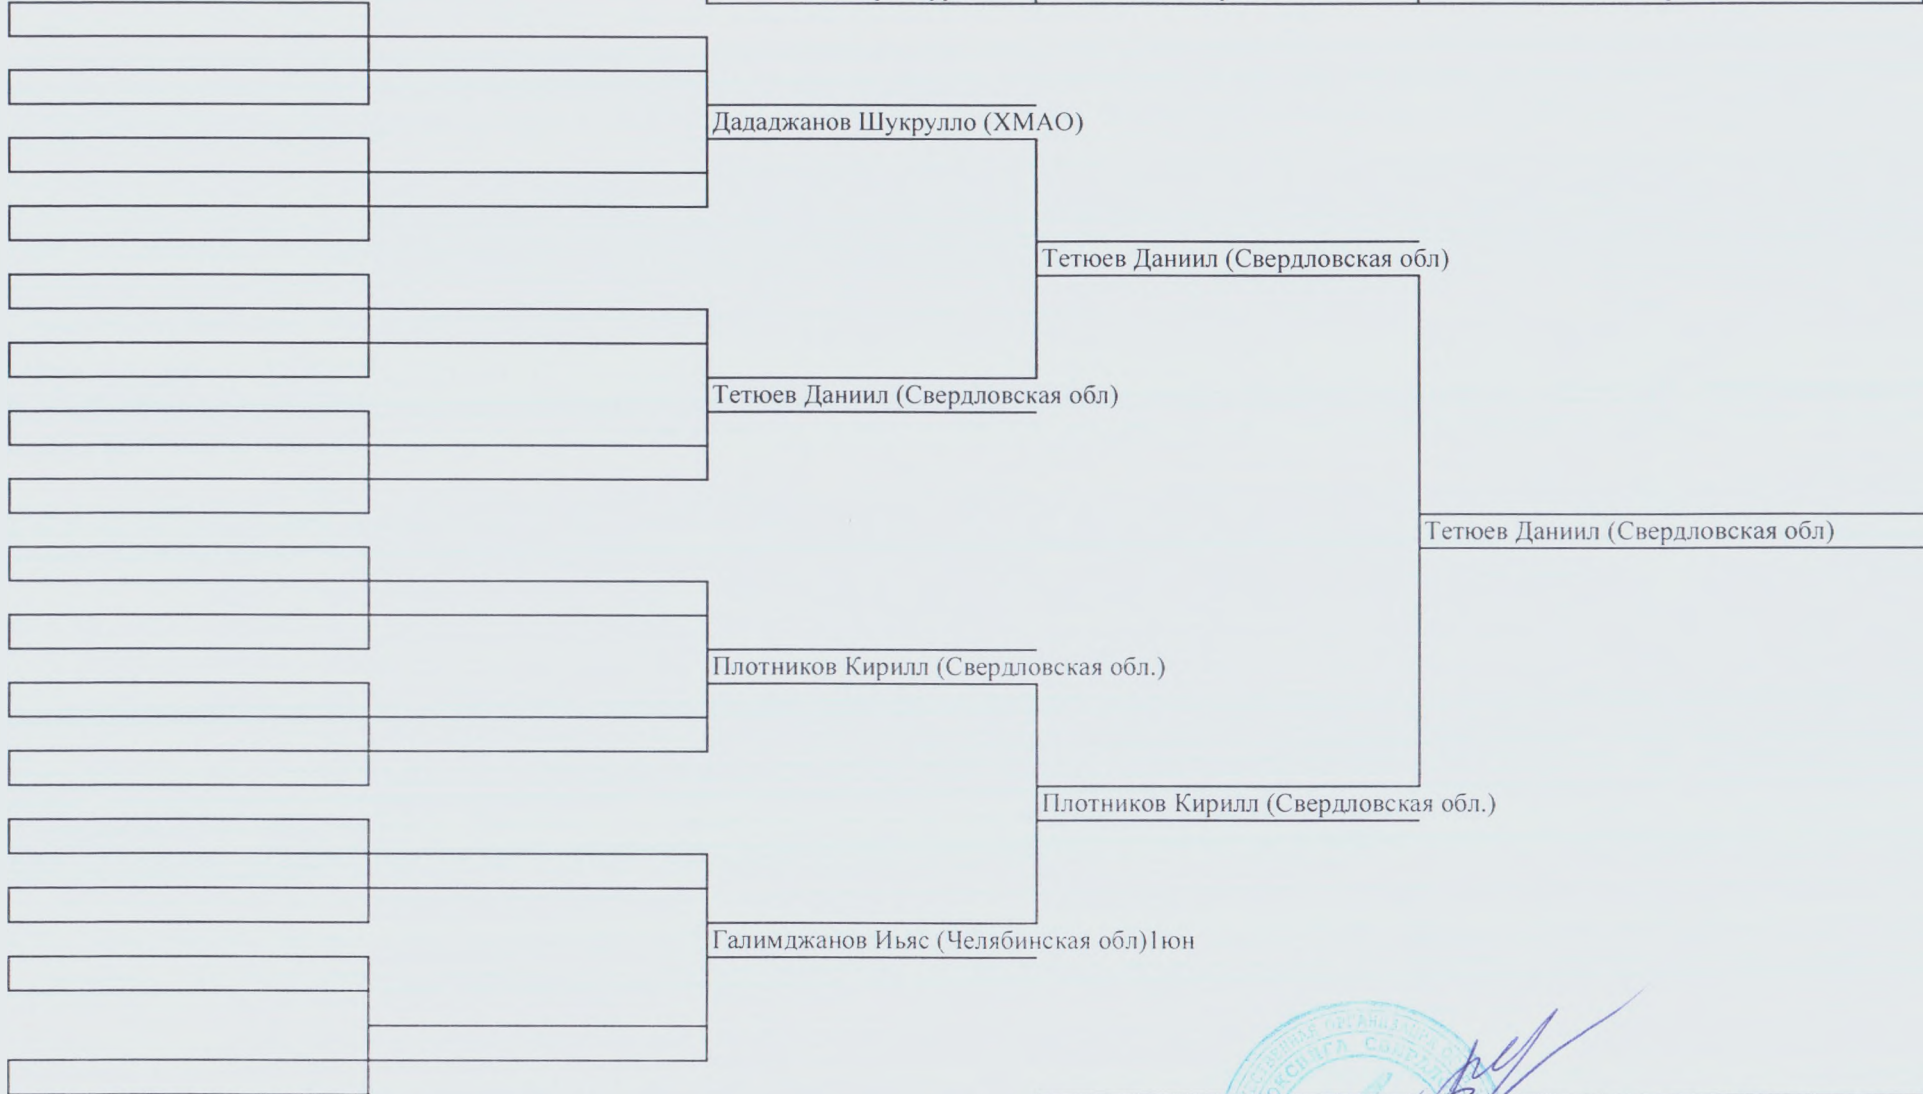 Дададжанов Шукрулло (ХМАО)
Тетюев Даниил (Свердловская обл)
Тетюев Даниил (Свердловская обл)
Тетюев Даниил (Свердловская обл)
Плотников Кирилл (Свердловская обл.)
Плотников Кирилл (Свердловская обл.)
Галимджанов Иьяс (Челябинская обл)1юн